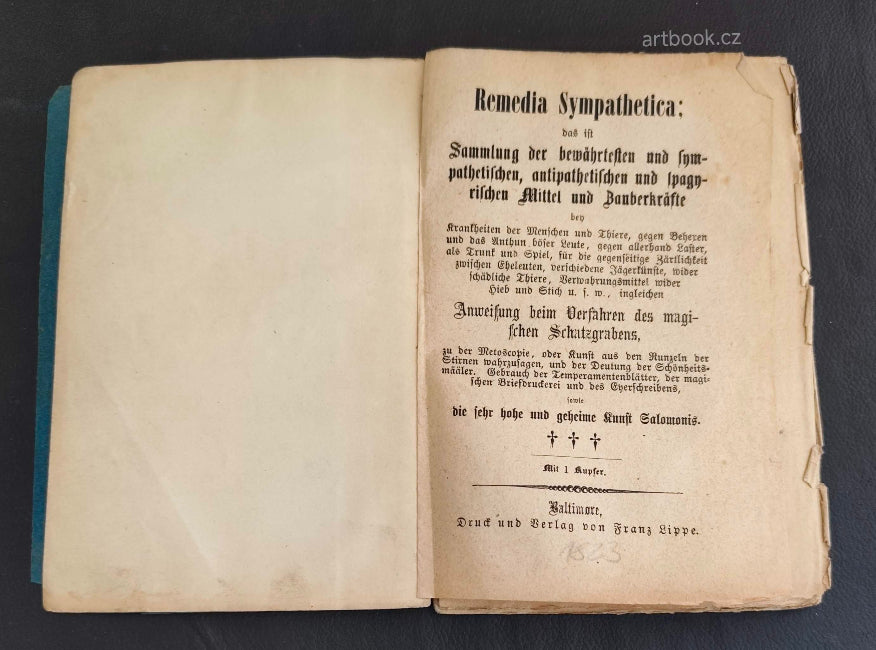 artbook.cz
Remedia Sympathetica;
das ist
Sammlung der bewährtesten und sym-
pathetischen, antipathetischen und spagy-
rischen Mittel und Zauberkräfte
bey
Krankheiten der Menschen und Thiere, gegen Behexen
und das Anthun böser Leute, gegen allerhand Laster,
als Trunk und Spiel, für die gegenseitige Zärtlichkeit
zwischen Eheleuten, verschiedene Jägerkünste, wider
schädliche Thiere, Verwahrungsmittel wider
Hieb und Stich u. s. w., ingleichen
Anweisung beim Verfahren des magi-
schen Schatzgrabens,
zu der Metoscopie, oder Kunst aus den Runzeln der
Stirnen wahrzusagen, und der Deutung der Schönheits-
määler. Gebrauch der Temperamentenblätter, der magi-
schen Briefdruckerei und des Eyerschreibens,
sowie
die sehr hohe und geheime Kunst Salomonis.
† † †
Mit 1 Kupfer.
Baltimore,
Druck und Verlag von Franz Lippe.